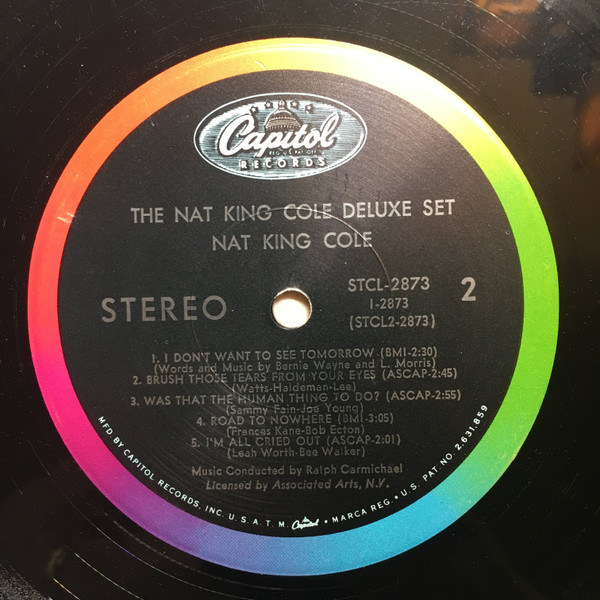 Capitol
REG. U.S. PAT. OFF.
RECORDS
THE NAT KING COLE DELUXE SET
NAT KING COLE
STEREO
STCL-2873
1-2873
(STCL2-2873)
2
1. I DON'T WANT TO SEE TOMORROW (BMI-2:30)
(Words and Music by Bernie Wayne and L. Morris)
2. BRUSH THOSE TEARS FROM YOUR EYES (ASCAP-2:45)
(Watts-Haldeman-Lee)
3. WAS THAT THE HUMAN THING TO DO? (ASCAP-2:55)
(Sammy Fain-Joe Young)
4. ROAD TO NOWHERE (BMI-3:05)
(Frances Kane-Bob Ecton)
5. I'M ALL CRIED OUT (ASCAP-2:01)
(Leah Worth-Bee Walker)
Music Conducted by Ralph Carmichael
Licensed by Associated Arts, N.V.
MFD. BY CAPITOL RECORDS, INC. U.S.A. T.M. Capitol • MARCA REG. • U.S. PAT. NO. 2,631,859